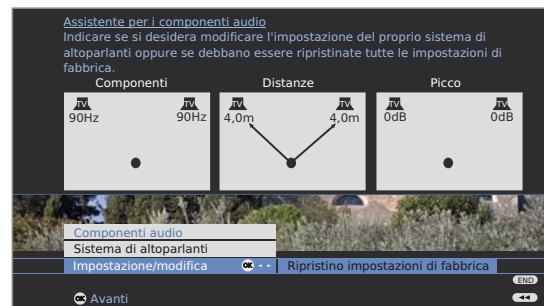 Assistente per i componenti audio
Indicare se si desidera modificare l'impostazione del proprio sistema di
altoparlanti oppure se debbano essere ripristinate tutte le impostazioni di
fabbrica.
Componenti Distanze Picco
TV TV TV TV TV TV
90Hz 90Hz 4,0m 4,0m 0dB 0dB
Componenti audio
Sistema di altoparlanti
Impostazione/modifica OK Ripristino impostazioni di fabbrica
END
OK Avanti